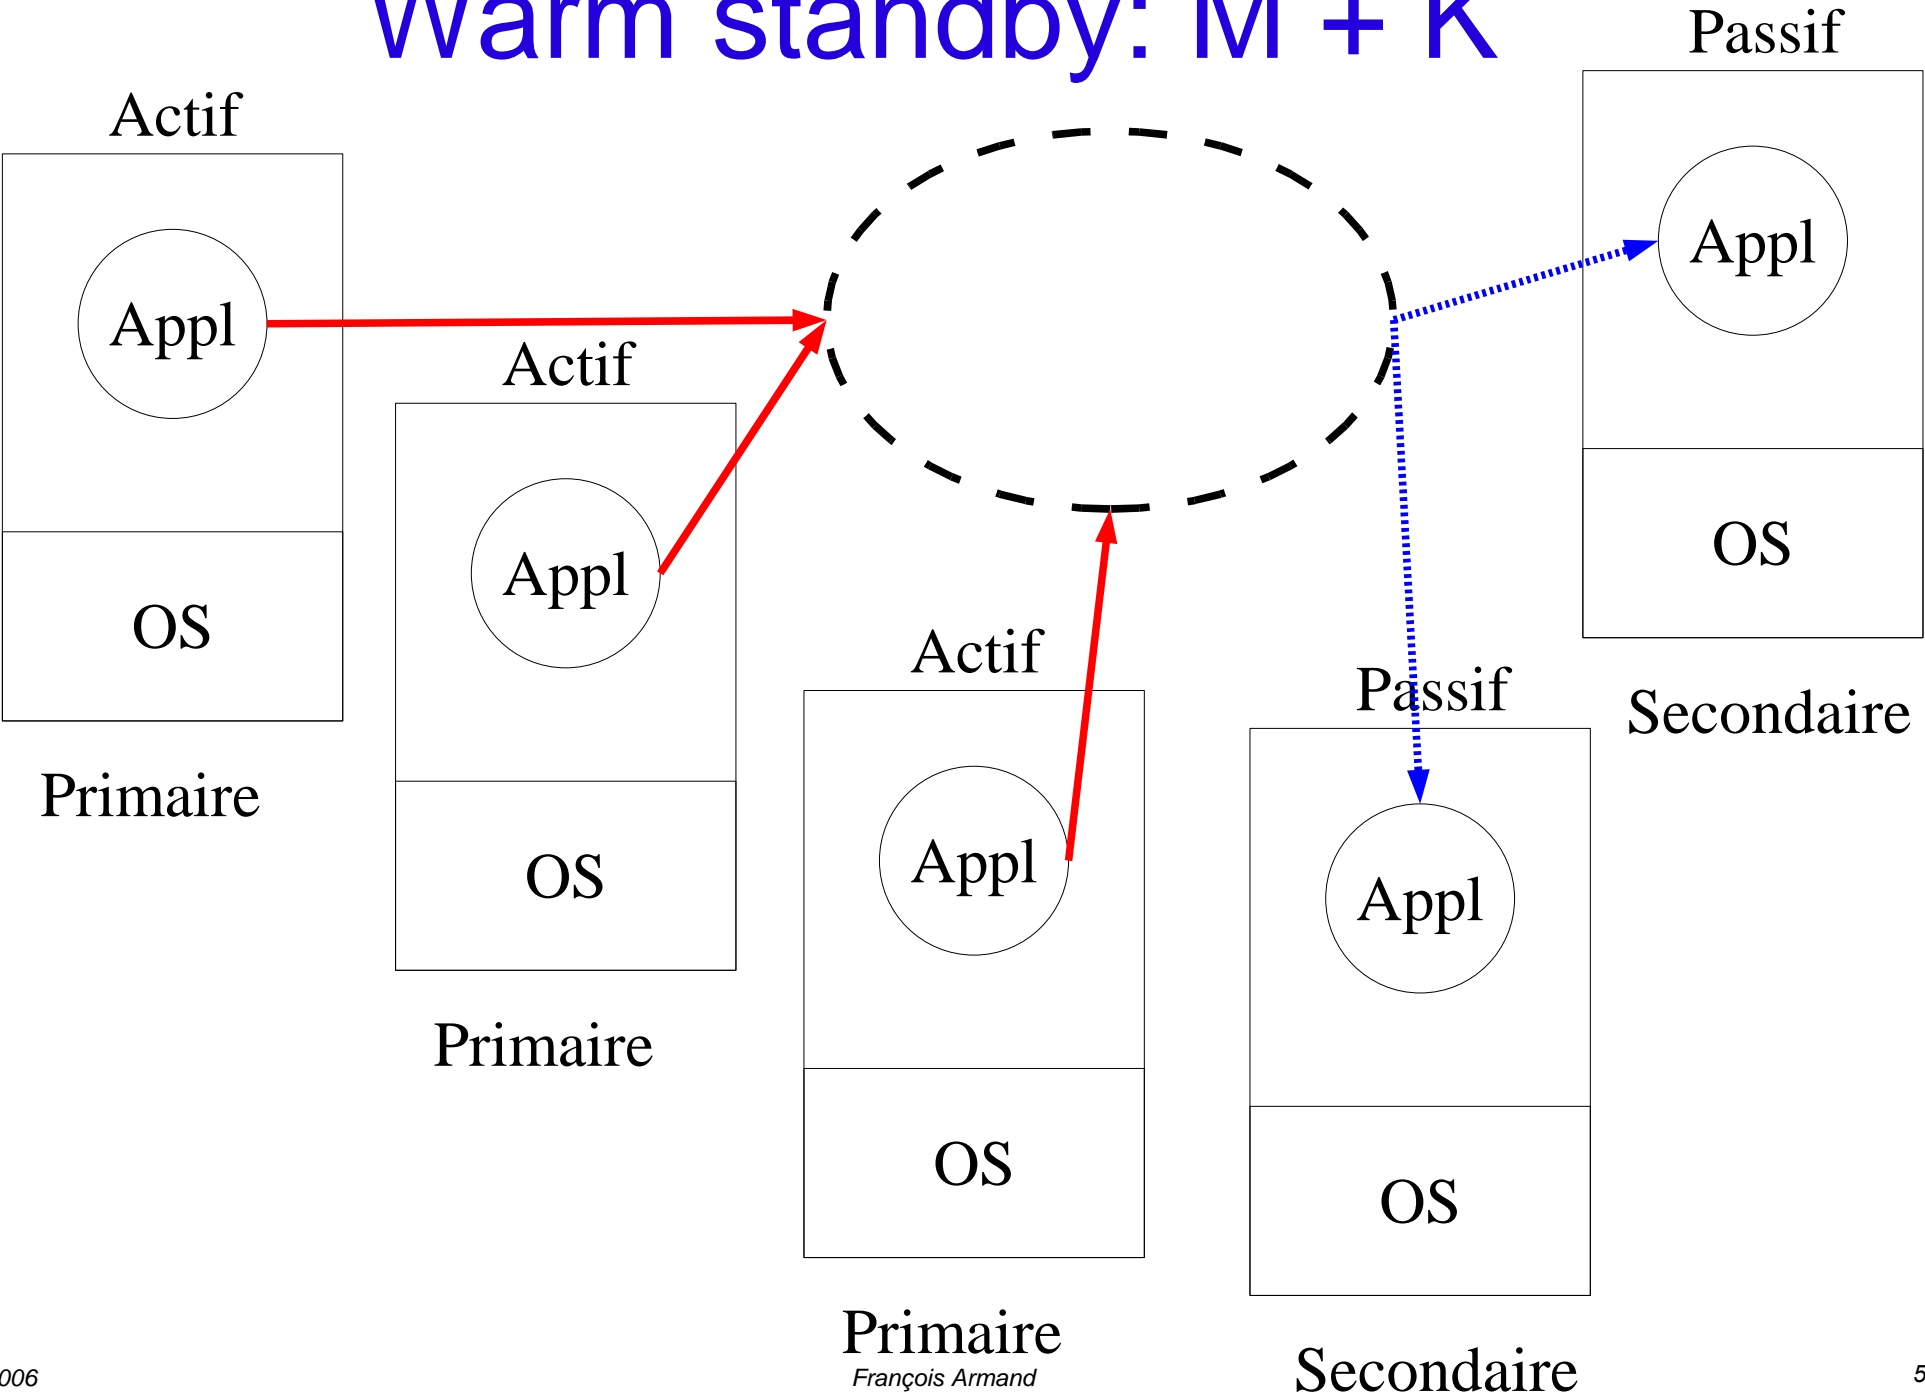 Warm standby: M + K
Passif
Actif
Appl
Appl
Actif
Appl
OS
OS
Actif
Passif
Secondaire
Primaire
Appl
Appl
OS
Primaire
OS
OS
Primaire
Secondaire
006
François Armand
5